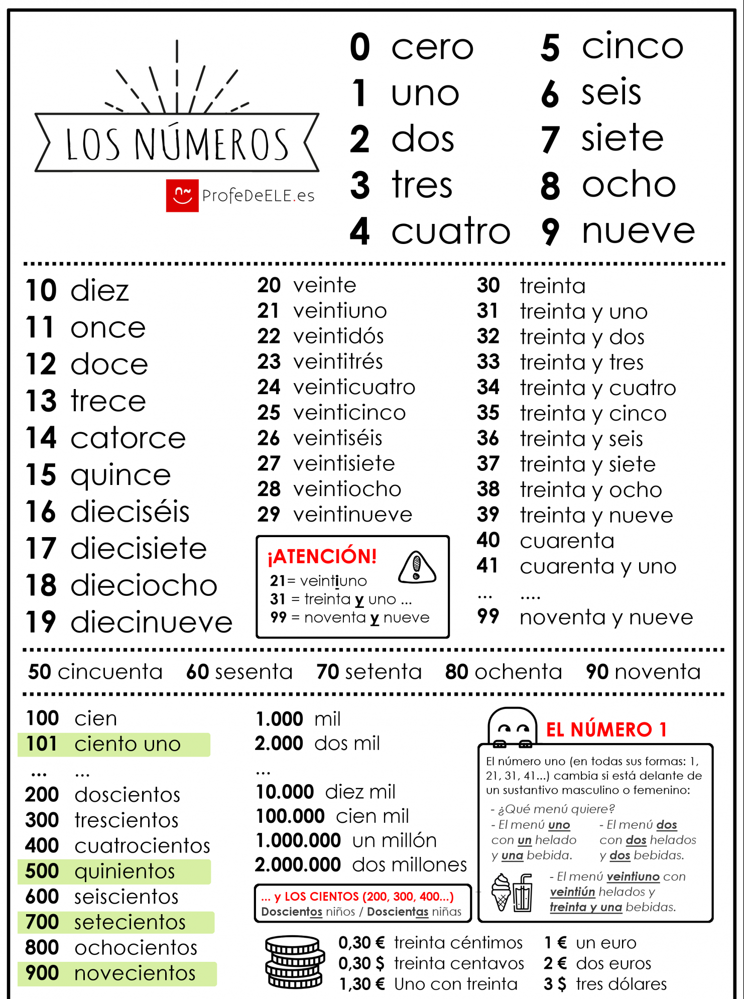 LOS NÚMEROS
ProfeDeELE.es
0 cero
1 uno
2 dos
3 tres
4 cuatro
5 cinco
6 seis
7 siete
8 ocho
9 nueve
10 diez
11 once
12 doce
13 trece
14 catorce
15 quince
16 dieciséis
17 diecisiete
18 dieciocho
19 diecinueve
20 veinte
21 veintiuno
22 veintidós
23 veintitrés
24 veinticuatro
25 veinticinco
26 veintiséis
27 veintisiete
28 veintiocho
29 veintinueve
¡ATENCIÓN!
21= veintiuno
31 = treinta y uno ...
99 = noventa y nueve
30 treinta
31 treinta y uno
32 treinta y dos
33 treinta y tres
34 treinta y cuatro
35 treinta y cinco
36 treinta y seis
37 treinta y siete
38 treinta y ocho
39 treinta y nueve
40 cuarenta
41 cuarenta y uno
... ....
99 noventa y nueve
50 cincuenta 60 sesenta 70 setenta 80 ochenta 90 noventa
100 cien
101 ciento uno
... ...
200 doscientos
300 trescientos
400 cuatrocientos
500 quinientos
600 seiscientos
700 setecientos
800 ochocientos
900 novecientos
1.000 mil
2.000 dos mil
...
10.000 diez mil
100.000 cien mil
1.000.000 un millón
2.000.000 dos millones
... y LOS CIENTOS (200, 300, 400...)
Doscientos niños / Doscientas niñas
EL NÚMERO 1
El número uno (en todas sus formas: 1,
21, 31, 41...) cambia si está delante de
un sustantivo masculino o femenino:
- ¿Qué menú quiere?
- El menú uno
con un helado
y una bebida.
- El menú dos
con dos helados
y dos bebidas.
- El menú veintiuno con
veintiún helados y
treinta y una bebidas.
0,30 € treinta céntimos
0,30 $ treinta centavos
1,30 € Uno con treinta
1 € un euro
2 € dos euros
3 $ tres dólares